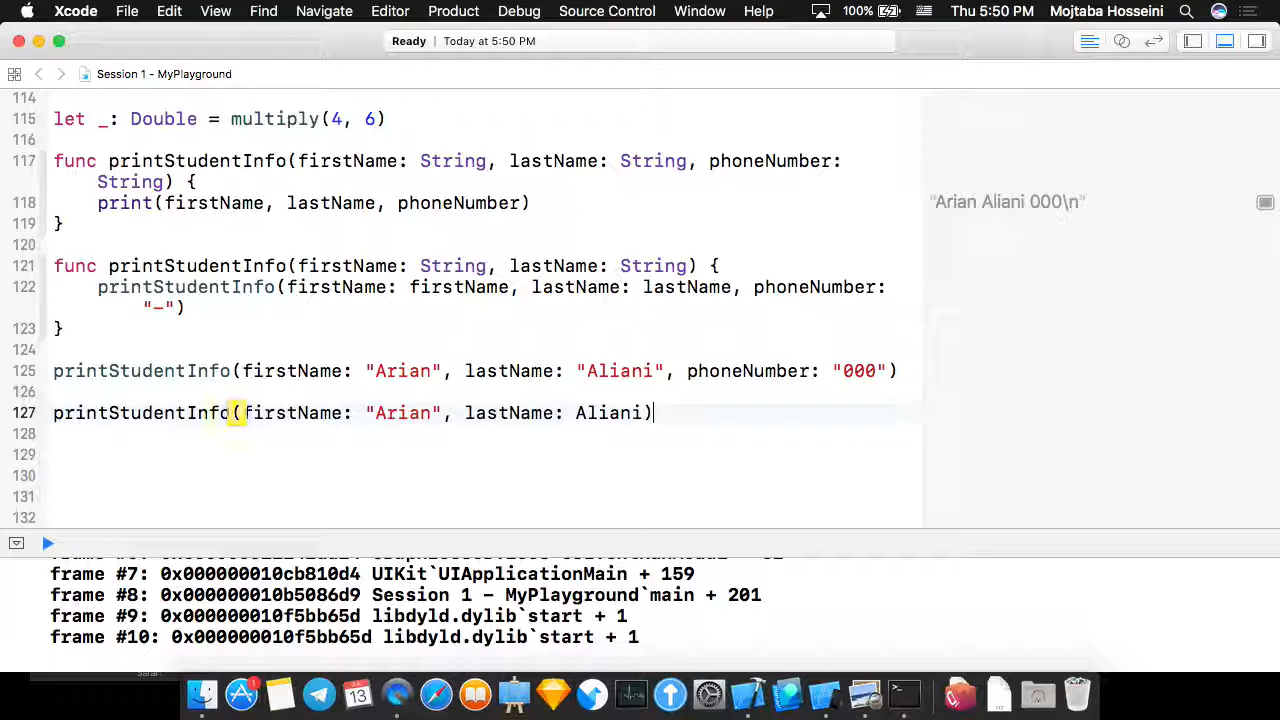 Xcode File Edit View Find Navigate Editor Product Debug Source Control Window Help 100% Thu 5:50 PM Mojtaba Hosseini
Ready | Today at 5:50 PM
Session 1 - MyPlayground
114
115 let _: Double = multiply(4, 6)
116
117 func printStudentInfo(firstName: String, lastName: String, phoneNumber:
String) {
118 print(firstName, lastName, phoneNumber)
"Arian Aliani 000\n"
119 }
120
121 func printStudentInfo(firstName: String, lastName: String) {
122 printStudentInfo(firstName: firstName, lastName: lastName, phoneNumber:
"-")
123 }
124
125 printStudentInfo(firstName: "Arian", lastName: "Aliani", phoneNumber: "000")
126
127 printStudentInfo(firstName: "Arian", lastName: Aliani)
128
129
130
131
132
frame #7: 0x000000010cb810d4 UIKit`UIApplicationMain + 159
frame #8: 0x000000010b5086d9 Session 1 - MyPlayground`main + 201
frame #9: 0x000000010f5bb65d libdyld.dylib`start + 1
frame #10: 0x000000010f5bb65d libdyld.dylib`start + 1
1
JUL
13